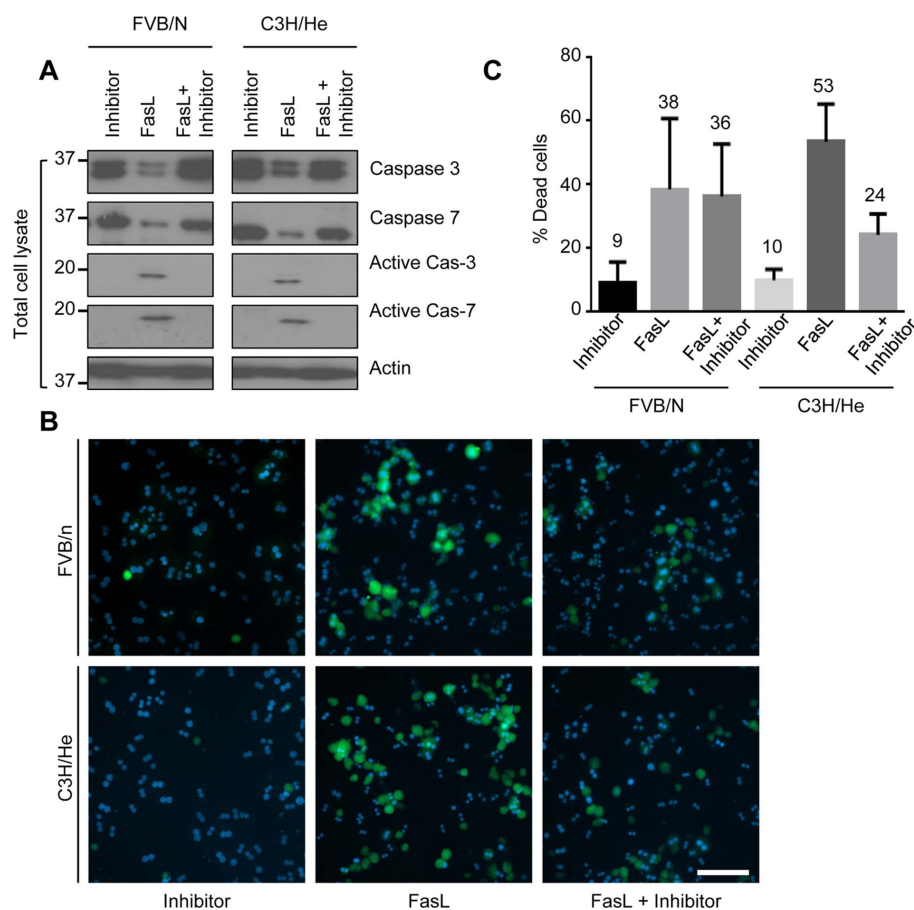 FVB/N
C3H/He
A
Inhibitor
FasL
FasL +
Inhibitor
Inhibitor
FasL
FasL +
Inhibitor
Total cell lysate
37
Caspase 3
37
Caspase 7
20
Active Cas-3
20
Active Cas-7
37
Actin
C
% Dead cells
80
60
40
20
0
9
38
36
10
53
24
Inhibitor
FasL
FasL+
Inhibitor
Inhibitor
FasL
FasL+
Inhibitor
FVB/N
C3H/He
B
FVB/n
C3H/He
Inhibitor
FasL
FasL + Inhibitor